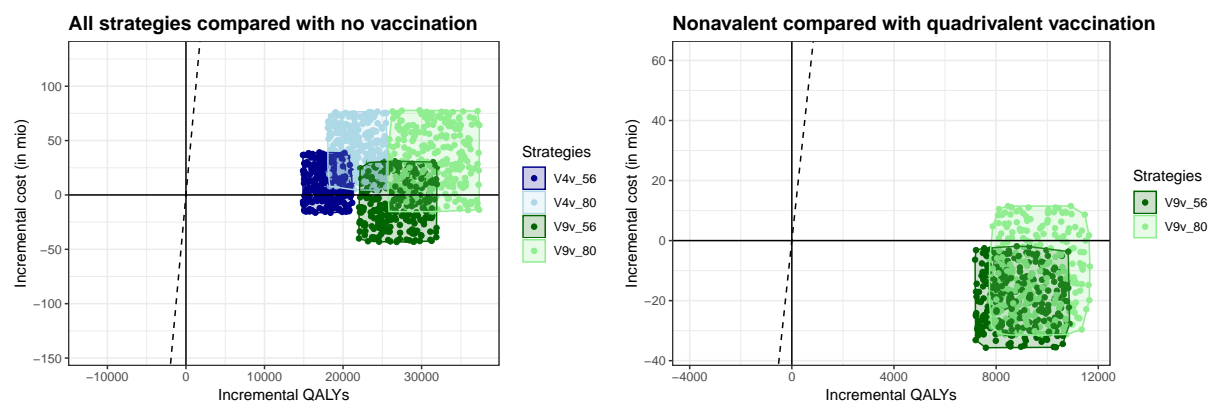 All strategies compared with no vaccination
Incremental cost (in mio)
100
50
0
−50
−100
−150
−10000 0 10000 20000 30000
Incremental QALYs
Strategies
V4v_56
V4v_80
V9v_56
V9v_80
Nonavalent compared with quadrivalent vaccination
Incremental cost (in mio)
60
40
20
0
−20
−40
−4000 0 4000 8000 12000
Incremental QALYs
Strategies
V9v_56
V9v_80